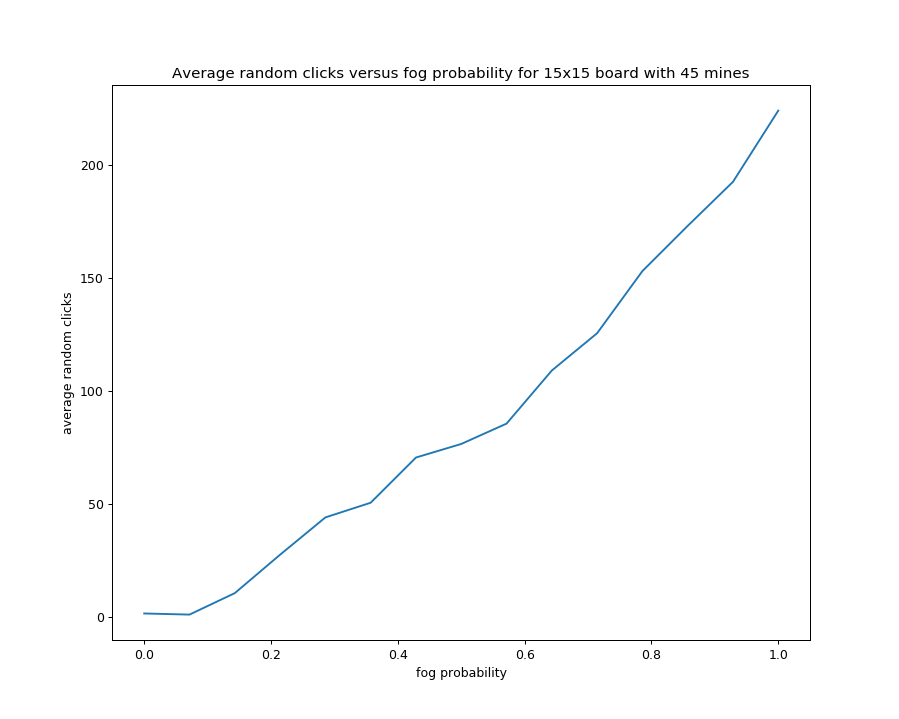 Average random clicks versus fog probability for 15x15 board with 45 mines
average random clicks
200
150
100
50
0
0.0 0.2 0.4 0.6 0.8 1.0
fog probability